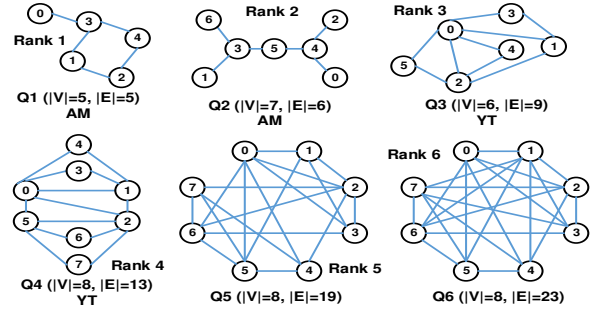 0
3
Rank 1
4
1
2
Q1 (|V|=5, |E|=5)
AM
6
Rank 2
2
3
5
4
1
0
Q2 (|V|=7, |E|=6)
AM
Rank 3
3
0
4
1
5
2
Q3 (|V|=6, |E|=9)
YT
4
3
0
1
5
2
6
7
Rank 4
Q4 (|V|=8, |E|=13)
YT
0
1
7
2
6
3
5
4
Rank 5
Q5 (|V|=8, |E|=19)
Rank 6
0
1
7
2
6
3
5
4
Q6 (|V|=8, |E|=23)